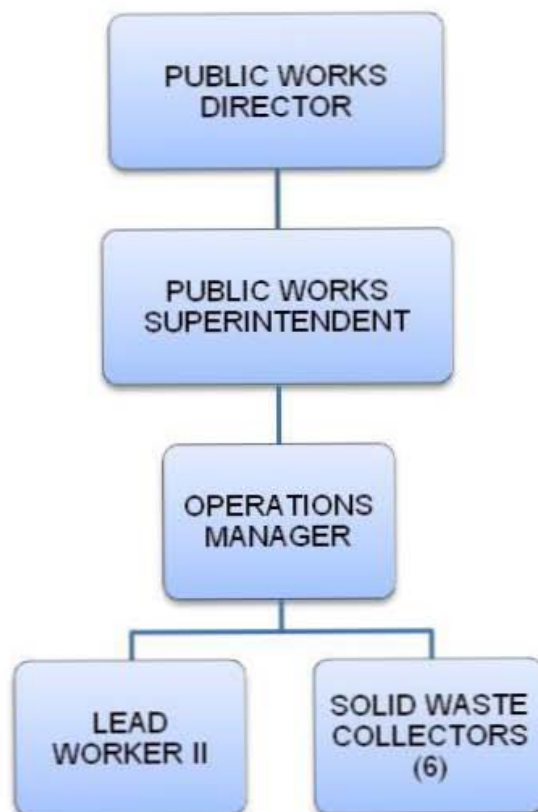 PUBLIC WORKS
DIRECTOR
PUBLIC WORKS
SUPERINTENDENT
OPERATIONS
MANAGER
LEAD
WORKER II
SOLID WASTE
COLLECTORS
(6)